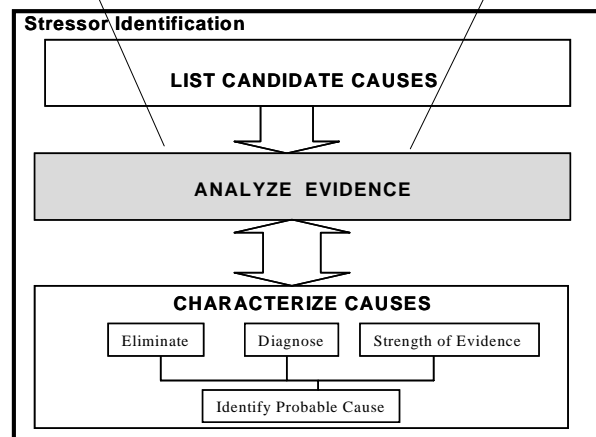 Stressor Identification
LIST CANDIDATE CAUSES
ANALYZE EVIDENCE
CHARACTERIZE CAUSES
Eliminate
Diagnose
Strength of Evidence
Identify Probable Cause